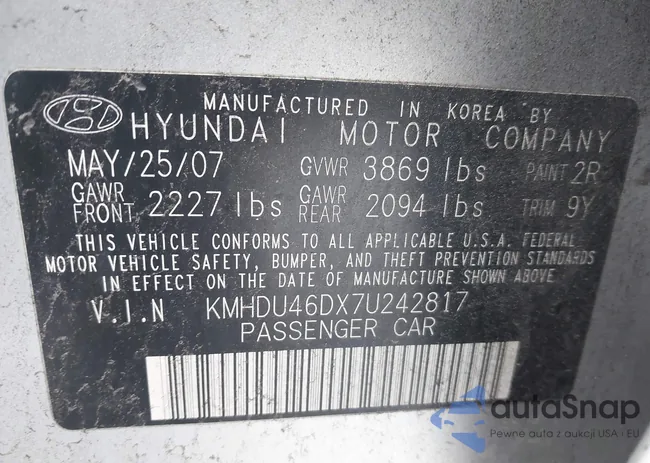 MANUFACTURED IN KOREA BY
HYUNDAI MOTOR COMPANY
MAY/25/07 GVWR 3869 lbs PAINT 2R
GAWR FRONT 2227 lbs GAWR REAR 2094 lbs TRIM 9Y
THIS VEHICLE CONFORMS TO ALL APPLICABLE U.S.A. FEDERAL
MOTOR VEHICLE SAFETY, BUMPER, AND THEFT PREVENTION STANDARDS
IN EFFECT ON THE DATE OF MANUFACTURE SHOWN ABOVE
V.I.N KMHDU46DX7U242817
PASSENGER CAR
autaSnap
Pewne auta z aukcji USA i EU